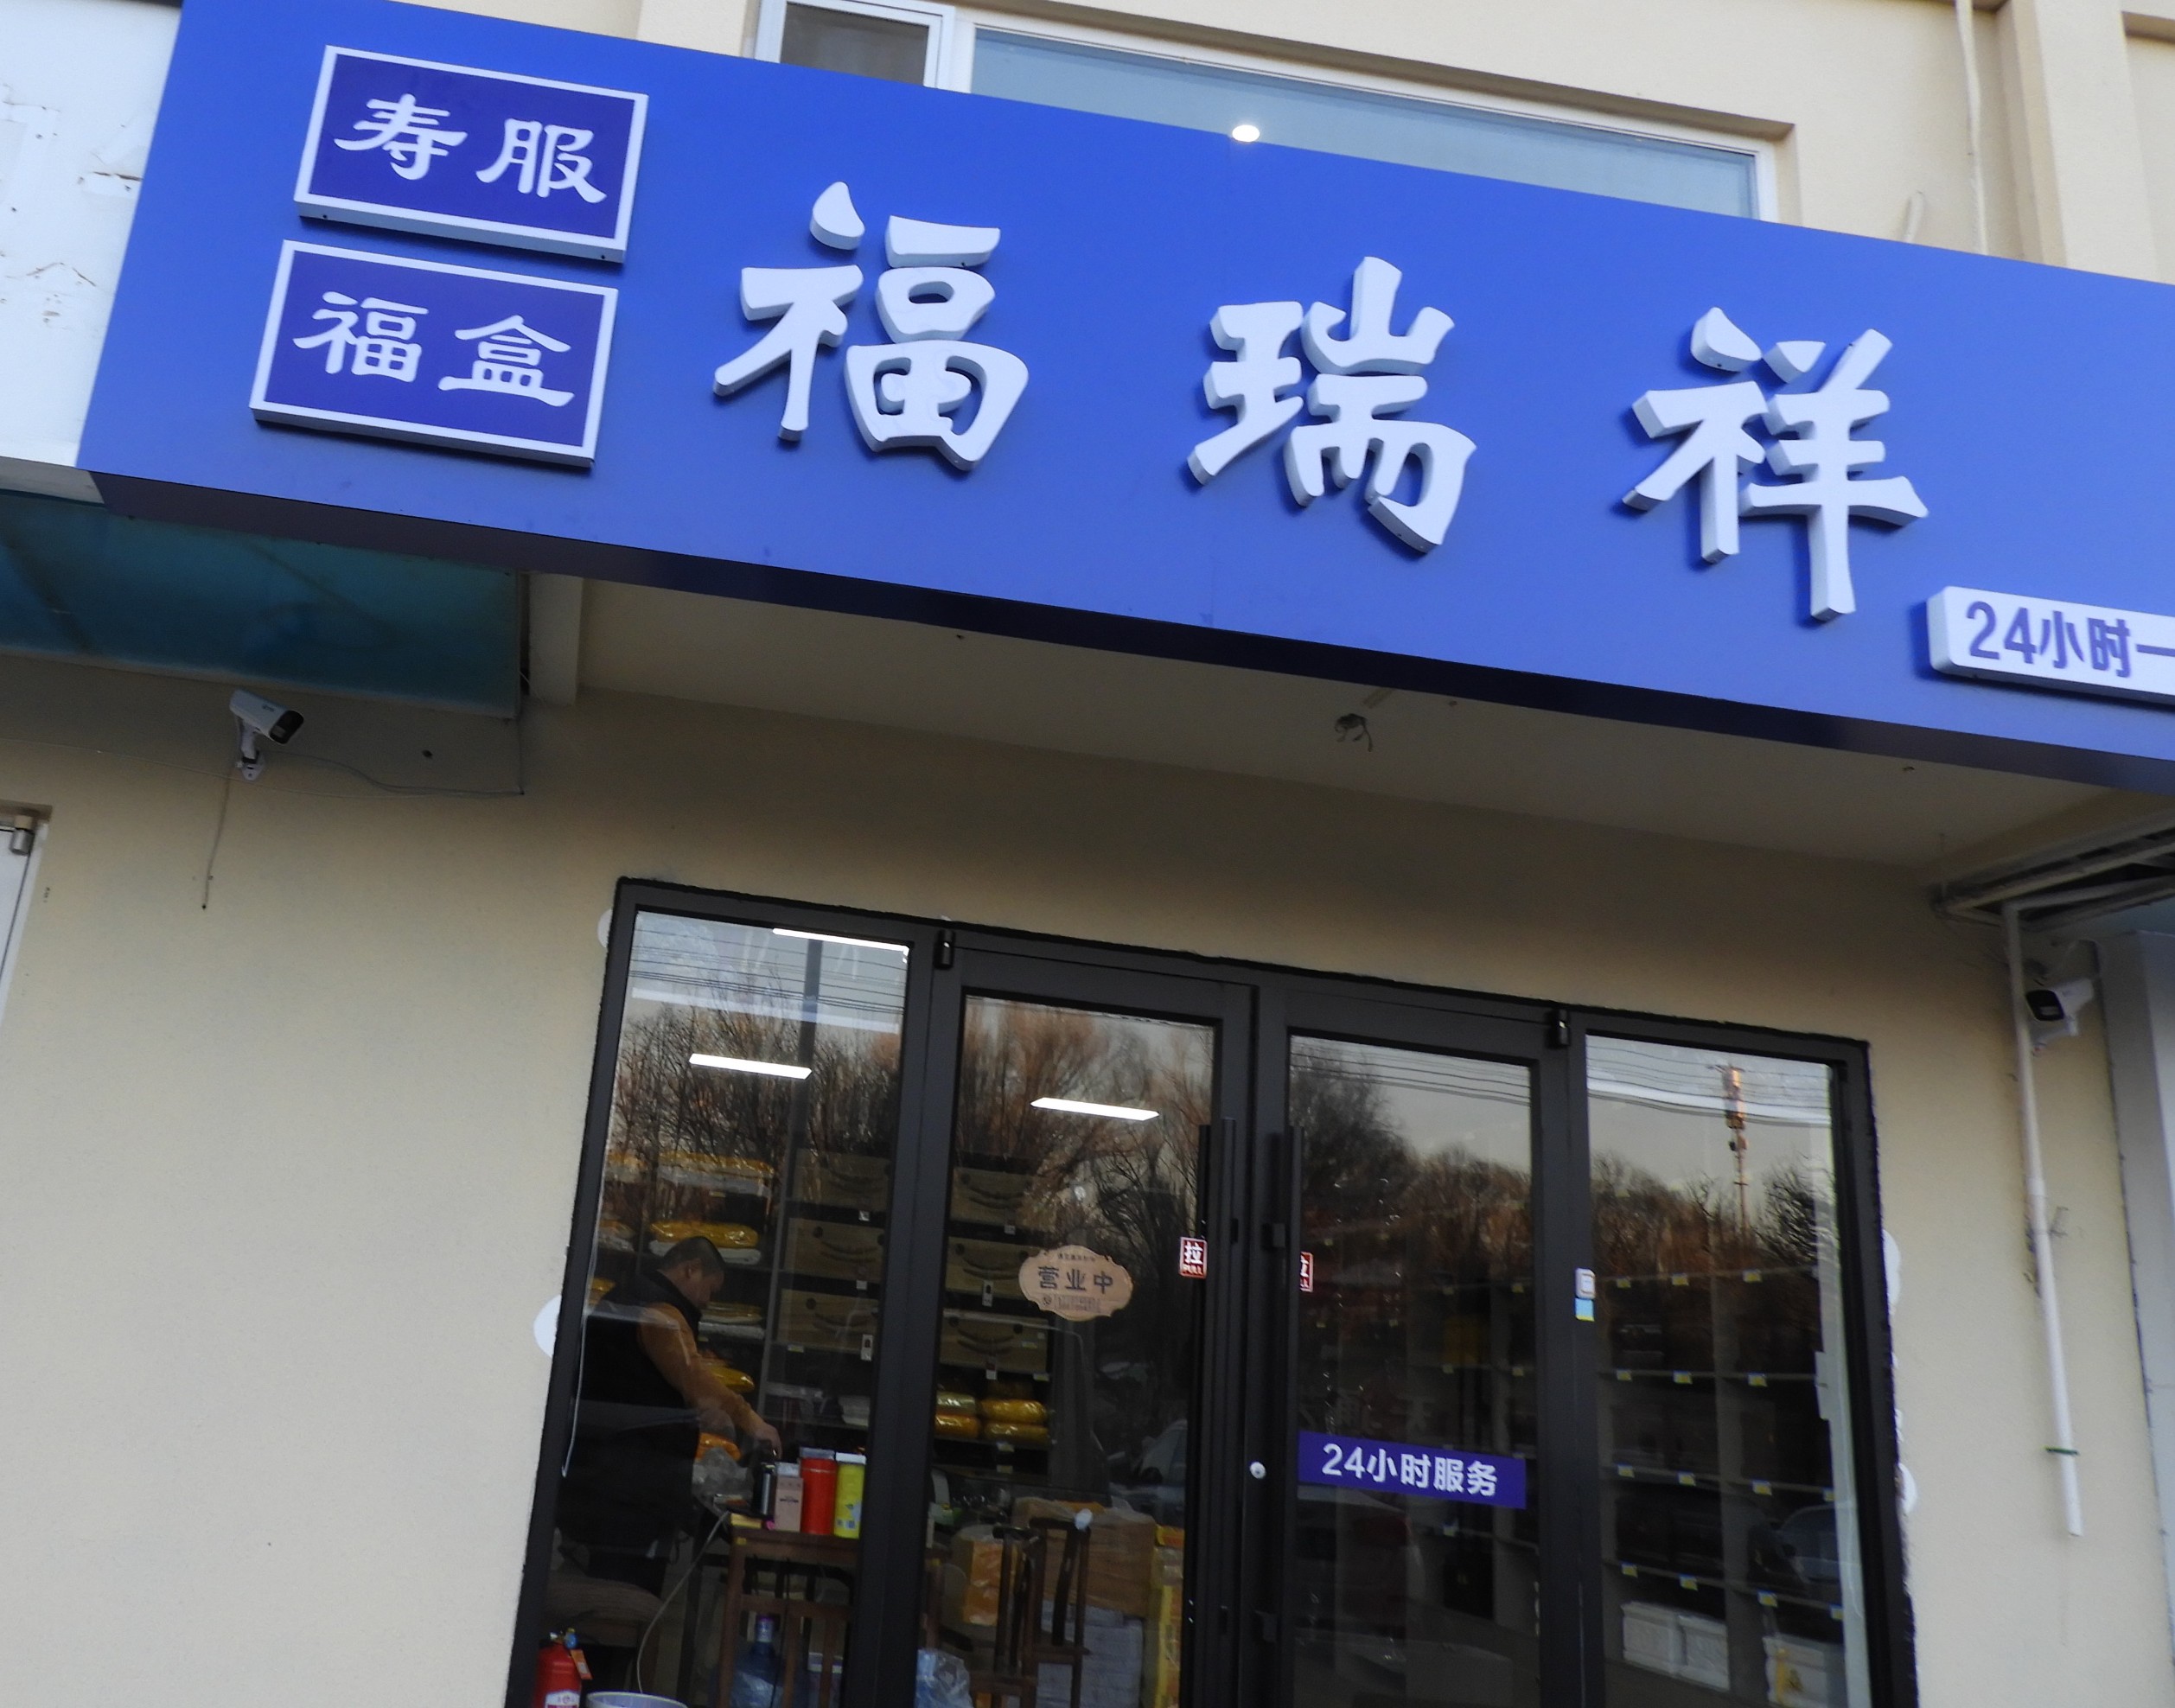 寿服
福盒
福瑞祥
24小时一
营业中
拉
拉
24小时服务